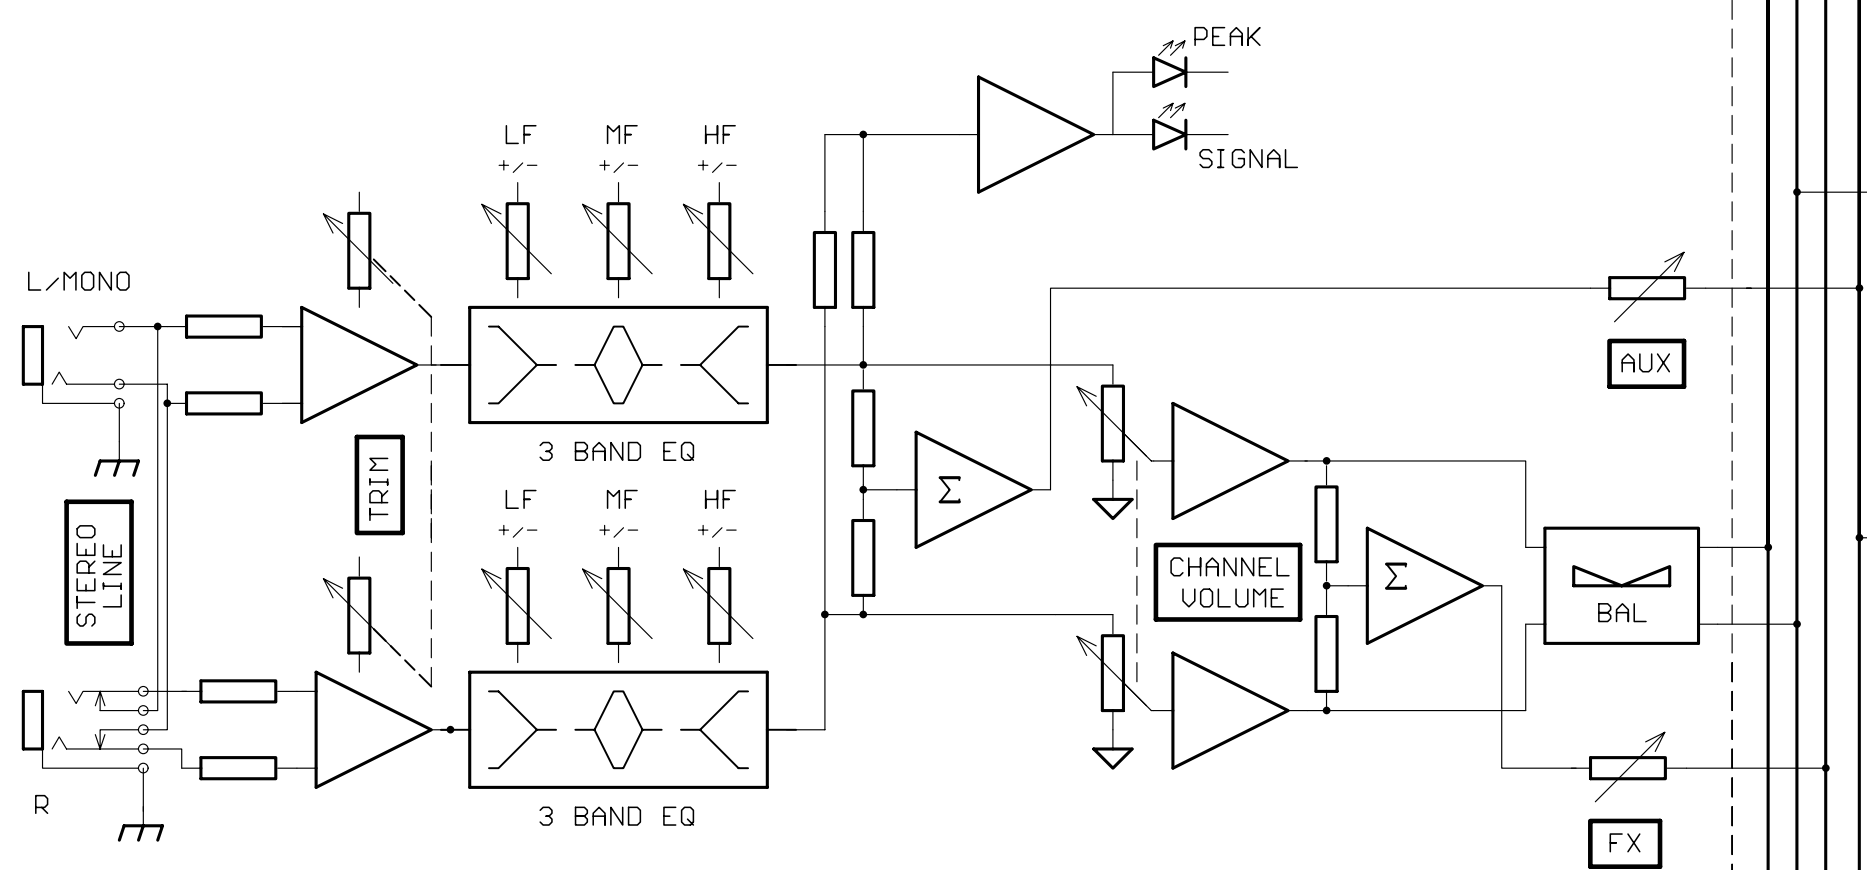 PEAK
SIGNAL
LF
MF
HF
+/-
+/-
+/-
L/MONO
3 BAND EQ
TRIM
STEREO
LINE
LF
MF
HF
+/-
+/-
+/-
Σ
AUX
CHANNEL
VOLUME
Σ
BAL
R
3 BAND EQ
FX